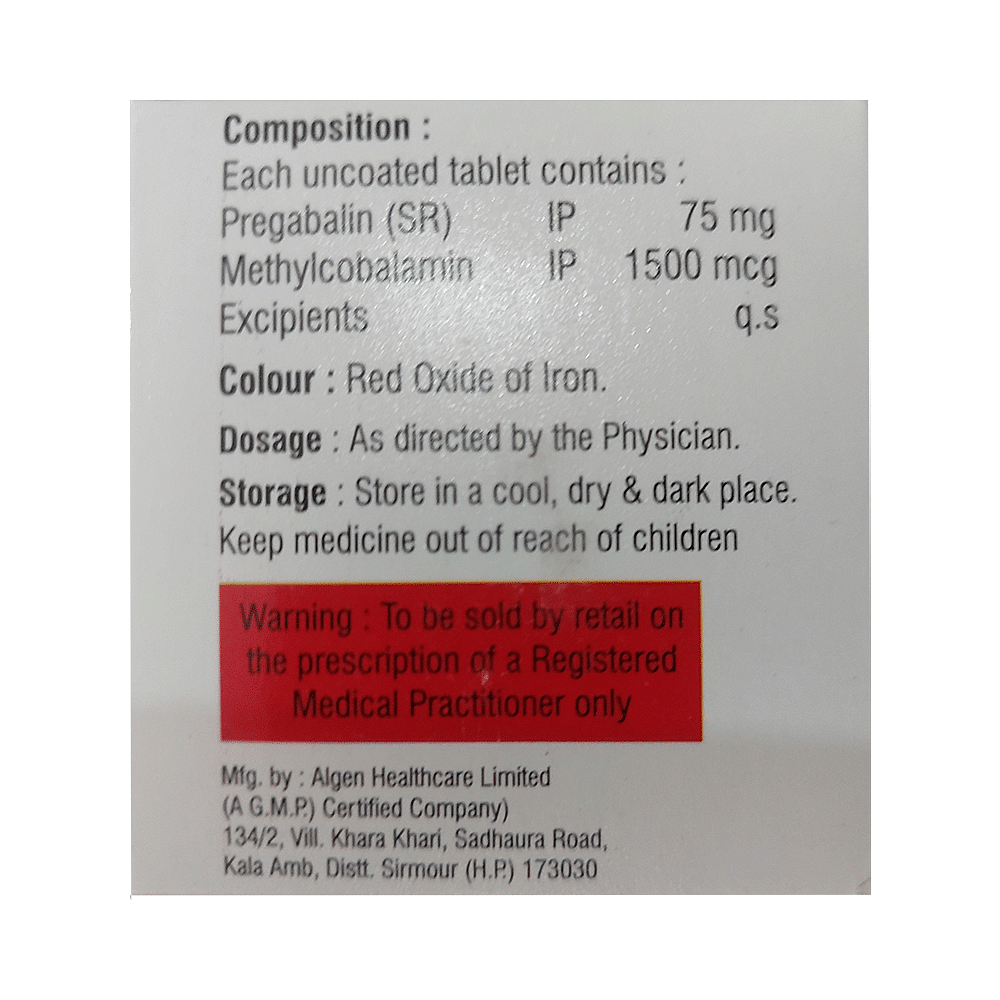 Composition :
Each uncoated tablet contains :
Pregabalin (SR) IP 75 mg
Methylcobalamin IP 1500 mcg
Excipients q.s
Colour : Red Oxide of Iron.
Dosage : As directed by the Physician.
Storage : Store in a cool, dry & dark place.
Keep medicine out of reach of children
Warning : To be sold by retail on
the prescription of a Registered
Medical Practitioner only
Mfg. by : Algen Healthcare Limited
(A G.M.P.) Certified Company)
134/2, Vill. Khara Khari, Sadhaura Road,
Kala Amb, Distt. Sirmour (H.P.) 173030